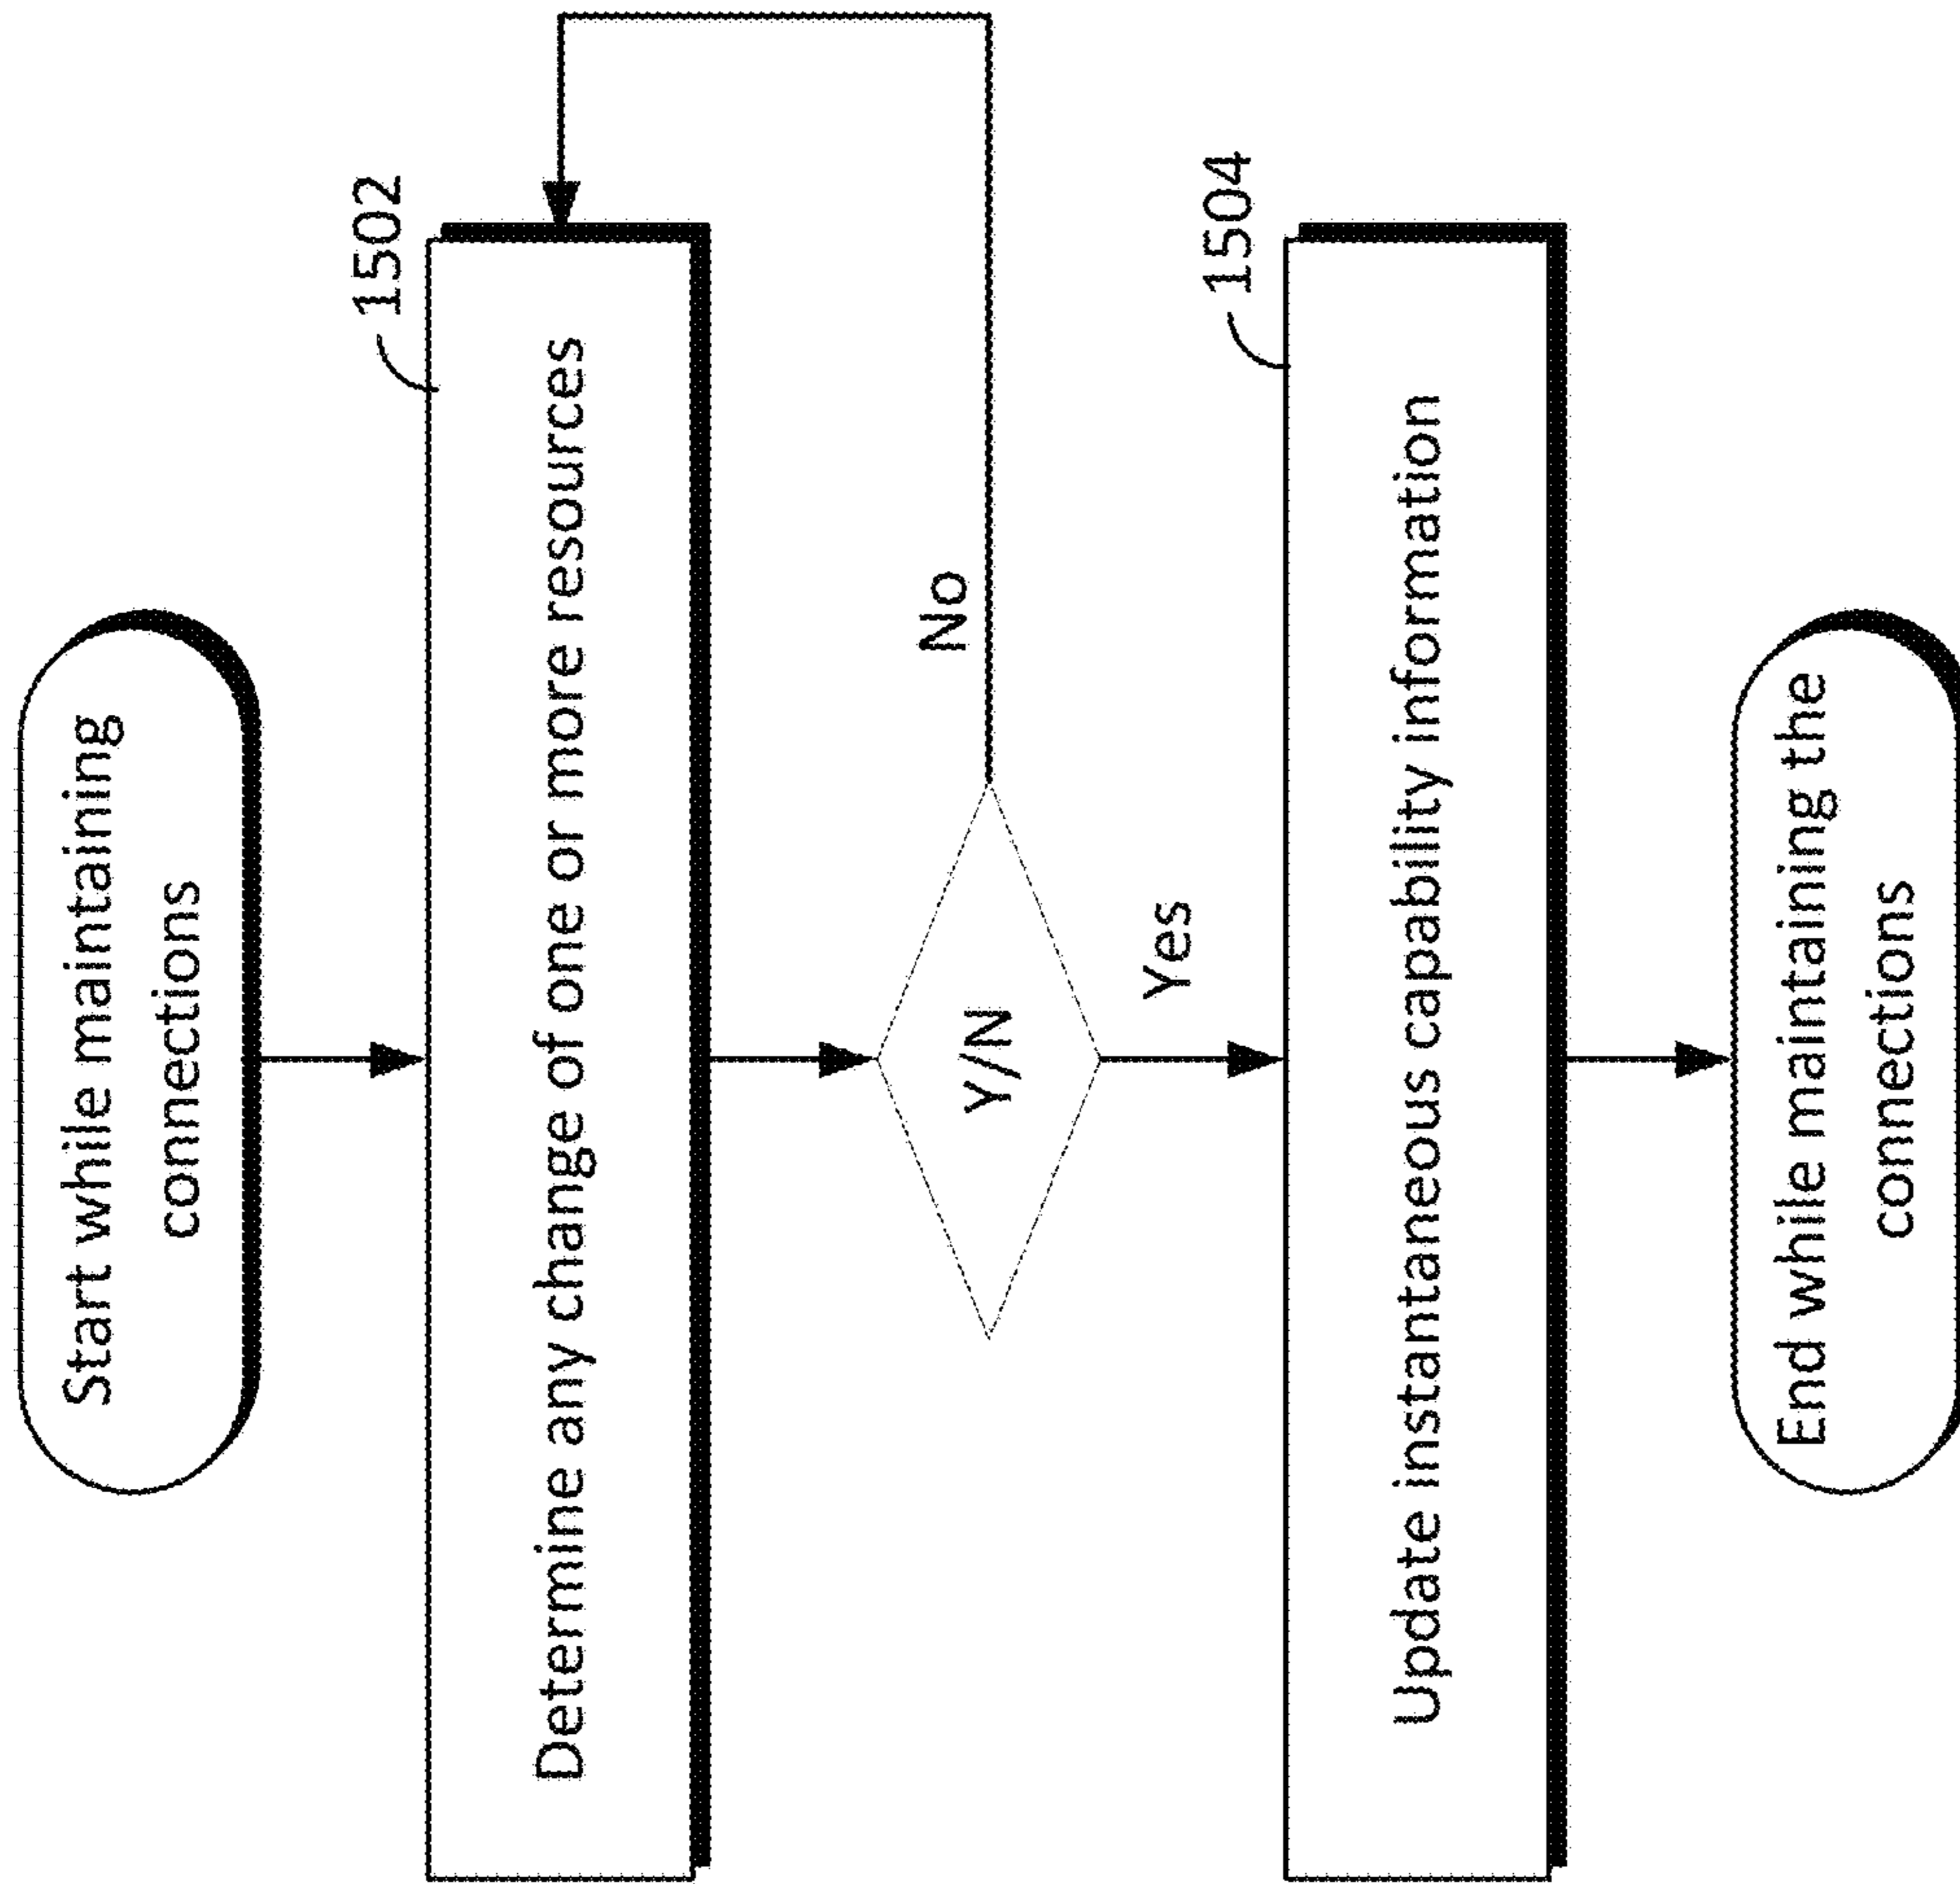 Start while maintaining
connections
1502
Determine any change of one or more resources
Y/N
No
Yes
1504
Update instantaneous capability information
End while maintaining the
connections